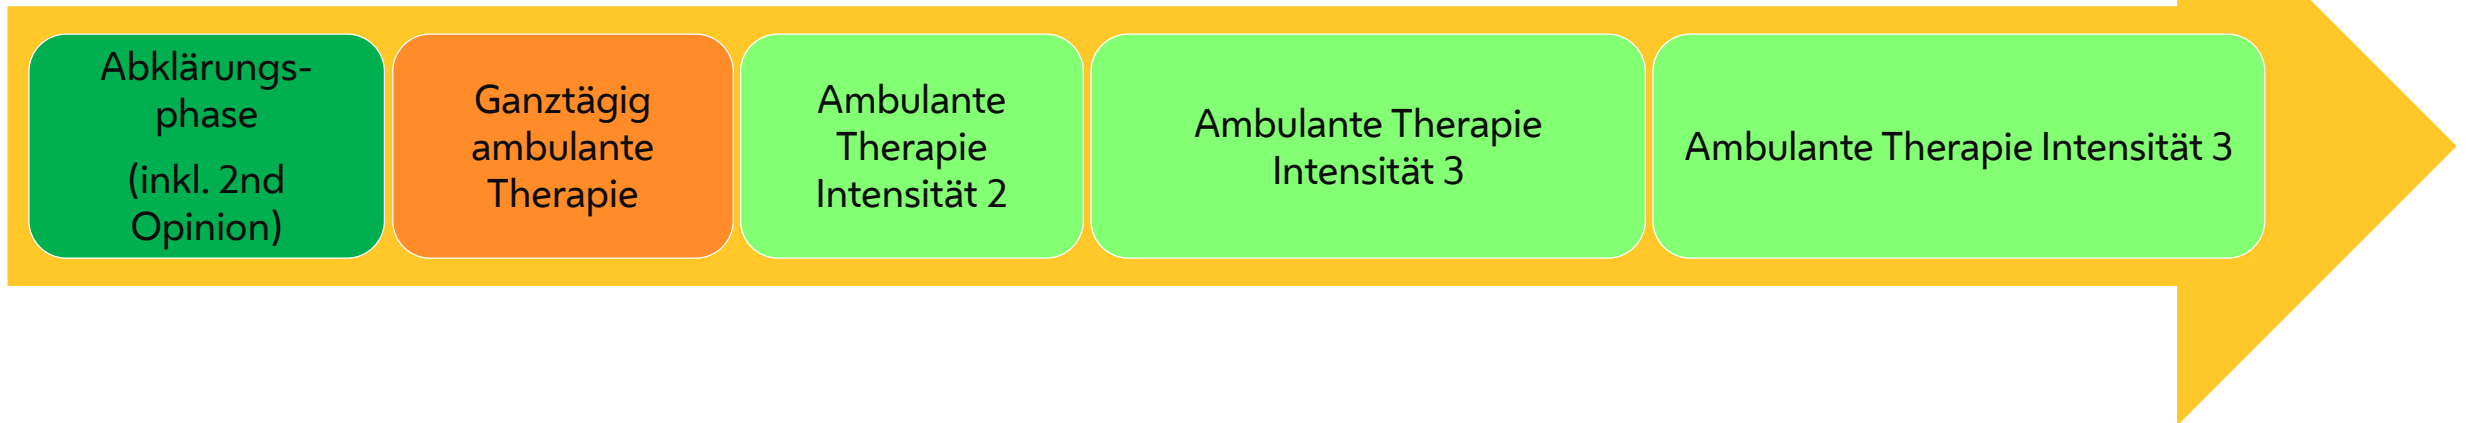 Abklärungs-
phase
(inkl. 2nd
Opinion)
Ganztägig
ambulante
Therapie
Ambulante
Therapie
Intensität 2
Ambulante Therapie
Intensität 3
Ambulante Therapie Intensität 3